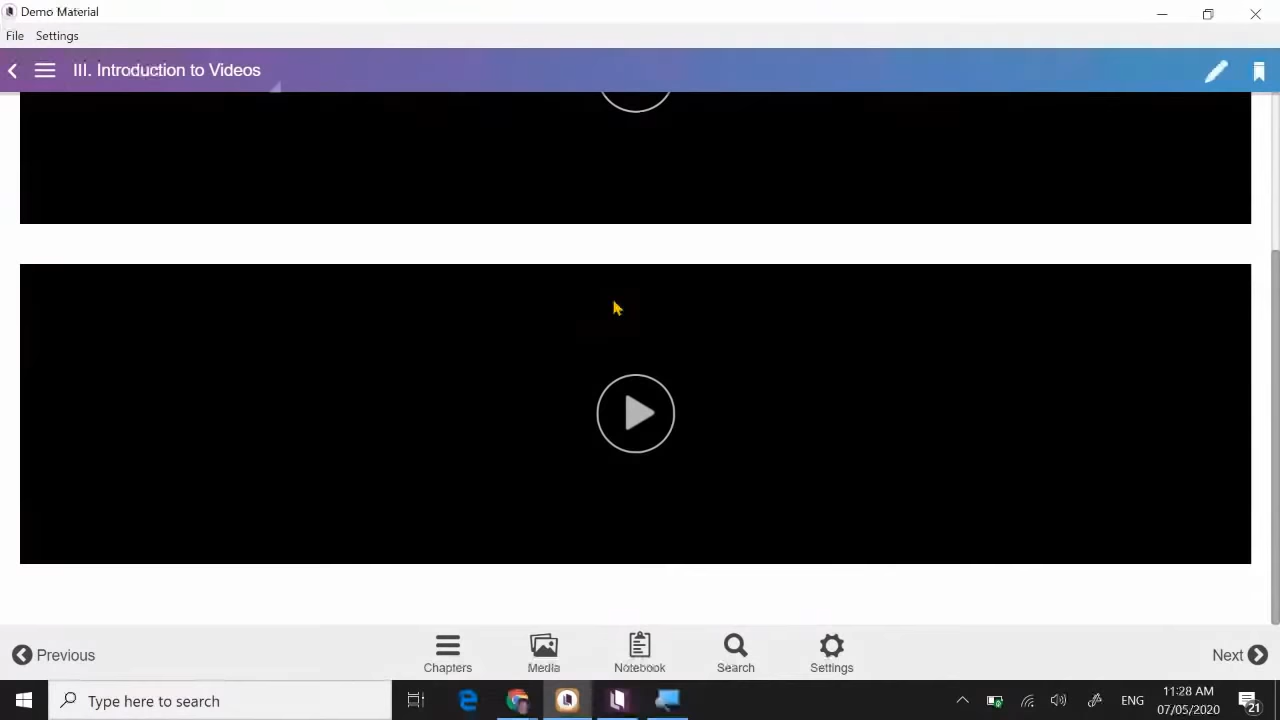 Demo Material
File Settings
III. Introduction to Videos
Previous
Chapters
Media
Notebook
Search
Settings
Next
Type here to search
ENG
11:28 AM
07/05/2020
21